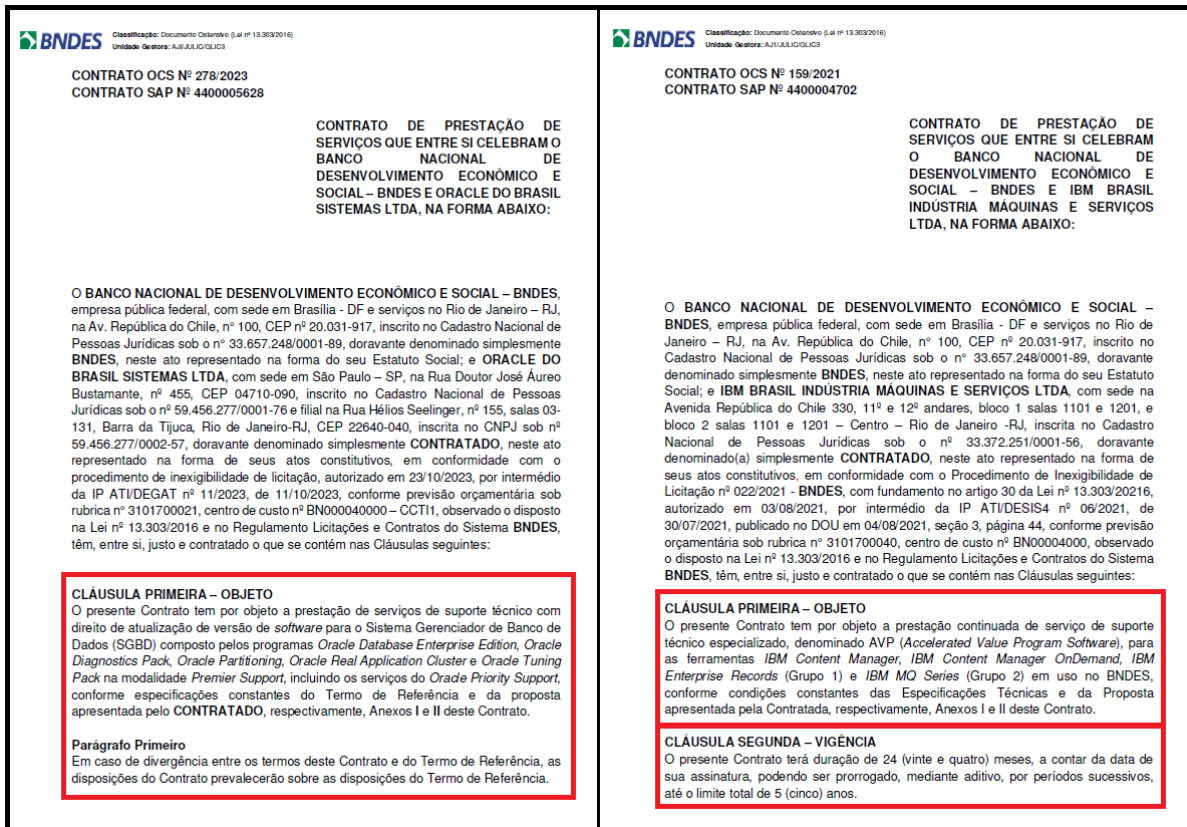 BNDES
Classificação: Documento Ostensivo (Lei nº 13.303/2016)
Unidade Gestora: AJI/JULIC/GLIC3
CONTRATO OCS Nº 278/2023
CONTRATO SAP Nº 4400005628
CONTRATO DE PRESTAÇÃO DE
SERVIÇOS QUE ENTRE SI CELEBRAM O
BANCO NACIONAL DE
DESENVOLVIMENTO ECONÔMICO E
SOCIAL – BNDES E ORACLE DO BRASIL
SISTEMAS LTDA, NA FORMA ABAIXO:
O BANCO NACIONAL DE DESENVOLVIMENTO ECONÔMICO E SOCIAL – BNDES,
empresa pública federal, com sede em Brasília - DF e serviços no Rio de Janeiro – RJ,
na Av. República do Chile, n° 100, CEP nº 20.031-917, inscrito no Cadastro Nacional de
Pessoas Jurídicas sob o n° 33.657.248/0001-89, doravante denominado simplesmente
BNDES, neste ato representado na forma do seu Estatuto Social; e ORACLE DO
BRASIL SISTEMAS LTDA, com sede em São Paulo – SP, na Rua Doutor José Áureo
Bustamante, nº 455, CEP 04710-090, inscrito no Cadastro Nacional de Pessoas
Jurídicas sob o nº 59.456.277/0001-76 e filial na Rua Hélios Seelinger, nº 155, salas 03-
131, Barra da Tijuca, Rio de Janeiro-RJ, CEP 22640-040, inscrita no CNPJ sob nº
59.456.277/0002-57, doravante denominado simplesmente CONTRATADO, neste ato
representado na forma de seus atos constitutivos, em conformidade com o
procedimento de inexigibilidade de licitação, autorizado em 23/10/2023, por intermédio
da IP ATI/DEGAT nº 11/2023, de 11/10/2023, conforme previsão orçamentária sob
rubrica n° 3101700021, centro de custo nº BN000040000 – CCTI1, observado o disposto
na Lei nº 13.303/2016 e no Regulamento Licitações e Contratos do Sistema BNDES,
têm, entre si, justo e contratado o que se contém nas Cláusulas seguintes:
CLÁUSULA PRIMEIRA – OBJETO
O presente Contrato tem por objeto a prestação de serviços de suporte técnico com
direito de atualização de versão de software para o Sistema Gerenciador de Banco de
Dados (SGBD) composto pelos programas Oracle Database Enterprise Edition, Oracle
Diagnostics Pack, Oracle Partitioning, Oracle Real Application Cluster e Oracle Tuning
Pack na modalidade Premier Support, incluindo os serviços do Oracle Priority Support,
conforme especificações constantes do Termo de Referência e da proposta
apresentada pelo CONTRATADO, respectivamente, Anexos I e II deste Contrato.
Parágrafo Primeiro
Em caso de divergência entre os termos deste Contrato e do Termo de Referência, as
disposições do Contrato prevalecerão sobre as disposições do Termo de Referência.
BNDES
Classificação: Documento Ostensivo (Lei nº 13.303/2016)
Unidade Gestora: AJ1/JULIC/GLIC3
CONTRATO OCS Nº 159/2021
CONTRATO SAP Nº 4400004702
CONTRATO DE PRESTAÇÃO DE
SERVIÇOS QUE ENTRE SI CELEBRAM
O BANCO NACIONAL DE
DESENVOLVIMENTO ECONÔMICO E
SOCIAL – BNDES E IBM BRASIL
INDÚSTRIA MÁQUINAS E SERVIÇOS
LTDA, NA FORMA ABAIXO:
O BANCO NACIONAL DE DESENVOLVIMENTO ECONÔMICO E SOCIAL –
BNDES, empresa pública federal, com sede em Brasília - DF e serviços no Rio de
Janeiro – RJ, na Av. República do Chile, n° 100, CEP nº 20.031-917, inscrito no
Cadastro Nacional de Pessoas Jurídicas sob o n° 33.657.248/0001-89, doravante
denominado simplesmente BNDES, neste ato representado na forma do seu Estatuto
Social; e IBM BRASIL INDÚSTRIA MÁQUINAS E SERVIÇOS LTDA, com sede na
Avenida República do Chile 330, 11º e 12º andares, bloco 1 salas 1101 e 1201, e
bloco 2 salas 1101 e 1201 – Centro – Rio de Janeiro -RJ, inscrita no Cadastro
Nacional de Pessoas Jurídicas sob o nº 33.372.251/0001-56, doravante
denominado(a) simplesmente CONTRATADO, neste ato representado na forma de
seus atos constitutivos, em conformidade com o Procedimento de Inexigibilidade de
Licitação nº 022/2021 - BNDES, com fundamento no artigo 30 da Lei nº 13.303/20216,
autorizado em 03/08/2021, por intermédio da IP ATI/DESIS4 nº 06/2021, de
30/07/2021, publicado no DOU em 04/08/2021, seção 3, página 44, conforme previsão
orçamentária sob rubrica n° 3101700040, centro de custo nº BN00004000, observado
o disposto na Lei nº 13.303/2016 e no Regulamento Licitações e Contratos do Sistema
BNDES, têm, entre si, justo e contratado o que se contém nas Cláusulas seguintes:
CLÁUSULA PRIMEIRA – OBJETO
O presente Contrato tem por objeto a prestação continuada de serviço de suporte
técnico especializado, denominado AVP (Accelerated Value Program Software), para
as ferramentas IBM Content Manager, IBM Content Manager OnDemand, IBM
Enterprise Records (Grupo 1) e IBM MQ Series (Grupo 2) em uso no BNDES,
conforme condições constantes das Especificações Técnicas e da Proposta
apresentada pela Contratada, respectivamente, Anexos I e II deste Contrato.
CLÁUSULA SEGUNDA – VIGÊNCIA
O presente Contrato terá duração de 24 (vinte e quatro) meses, a contar da data de
sua assinatura, podendo ser prorrogado, mediante aditivo, por períodos sucessivos,
até o limite total de 5 (cinco) anos.